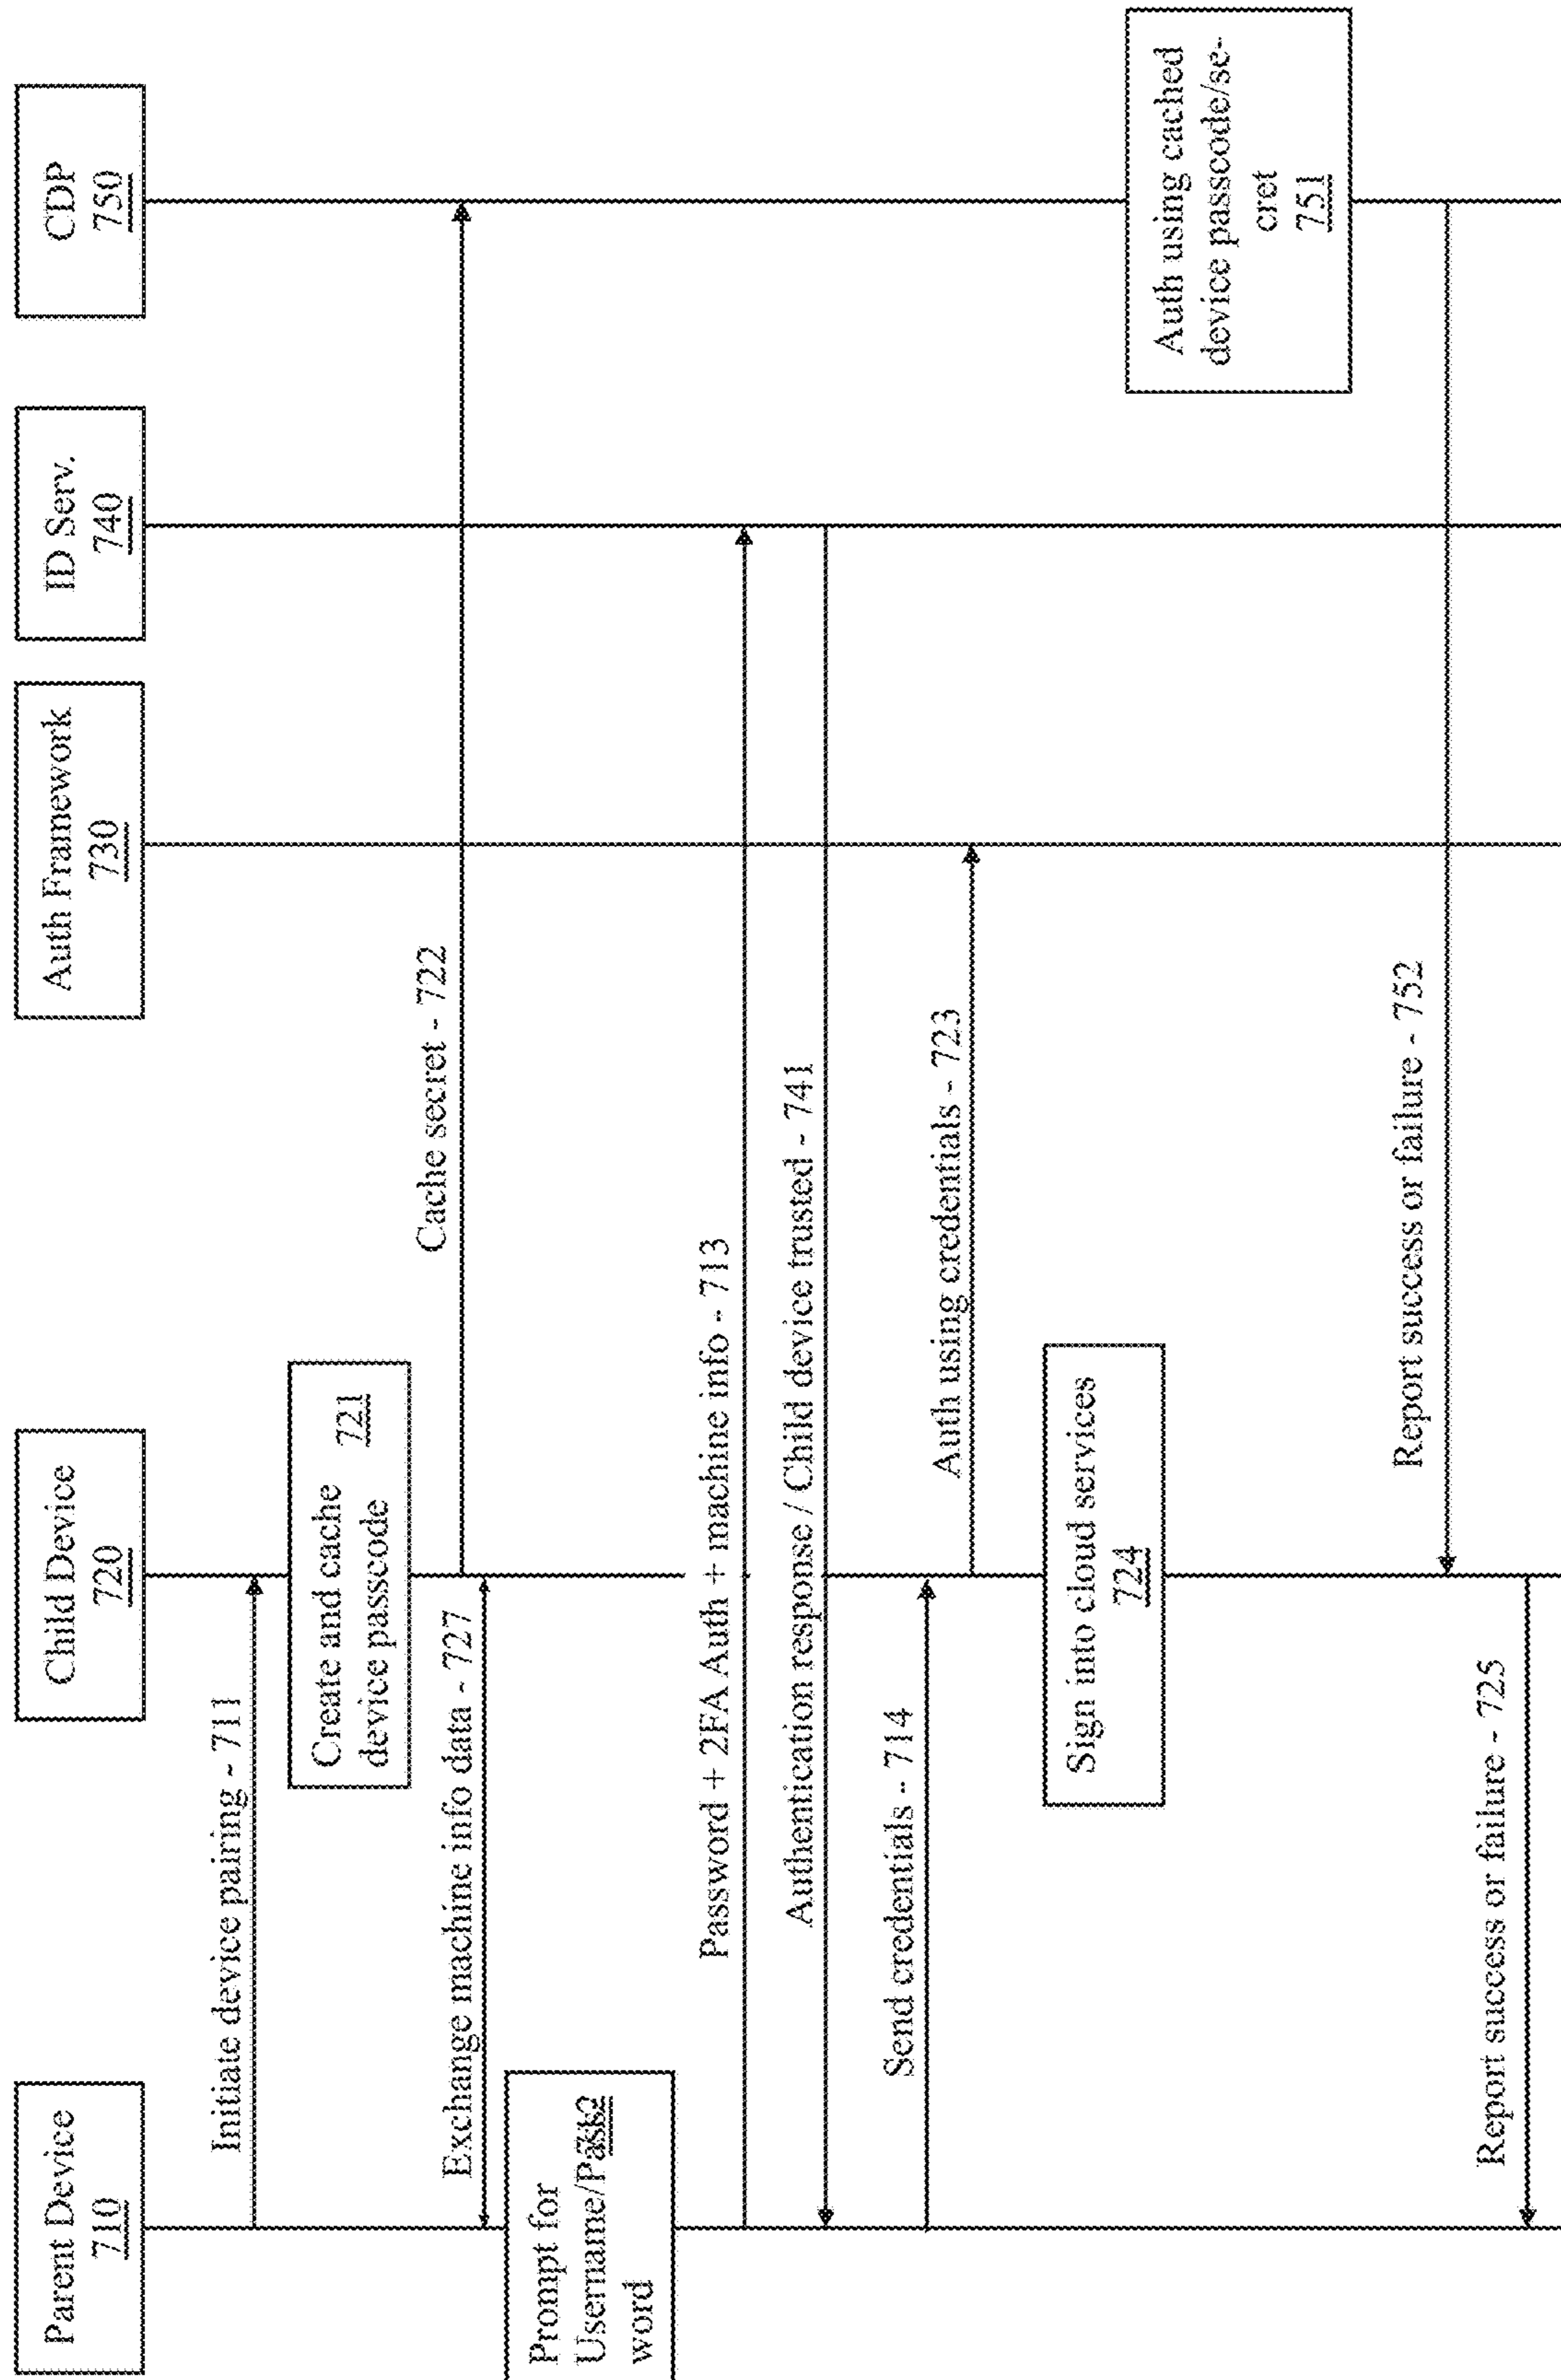 Parent Device
710
Child Device
720
Auth Framework
730
ID Serv.
740
CDP
750
Initiate device pairing - 711
Create and cache 721
device passcode
Cache secret - 722
Exchange machine info data - 727
Prompt for
Username/Pass
word
Password + 2FA Auth + machine info - 713
Authentication response / Child device trusted - 741
Send credentials - 714
Auth using credentials - 723
Sign into cloud services
724
Auth using cached
device passcode/se-
cret
751
Report success or failure - 752
Report success or failure - 725